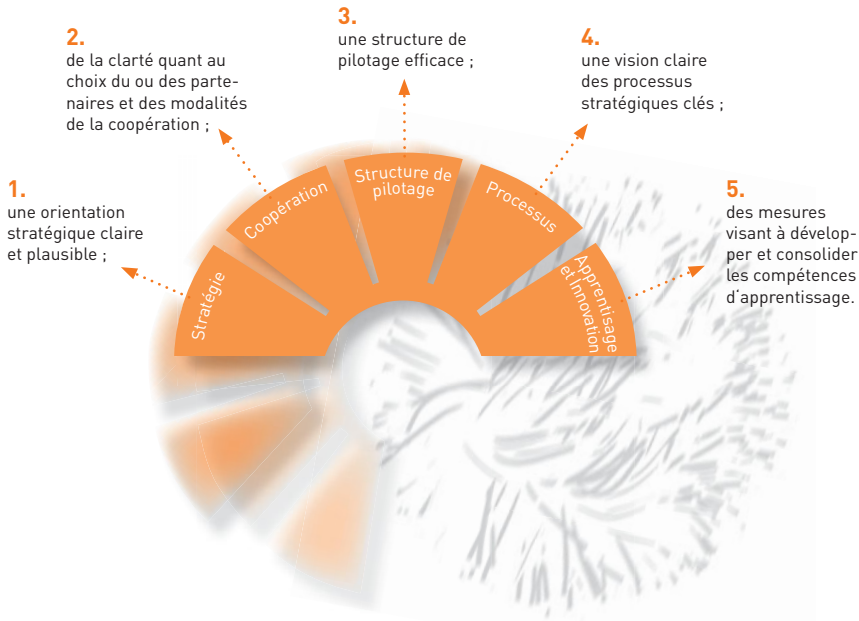 1.
une orientation
stratégique claire
et plausible ;
2.
de la clarté quant au
choix du ou des parte-
naires et des modalités
de la coopération ;
3.
une structure de
pilotage efficace ;
4.
une vision claire
des processus
stratégiques clés ;
5.
des mesures
visant à dévelop-
per et consolider
les compétences
d'apprentissage.
Stratégie
Coopération
Structure de
pilotage
Processus
Apprentisage
et Innovation